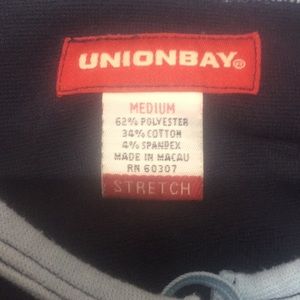 UNIONBAY®
MEDIUM
62% POLYESTER
34% COTTON
4% SPANDEX
MADE IN MACAU
RN 60307
STRETCH